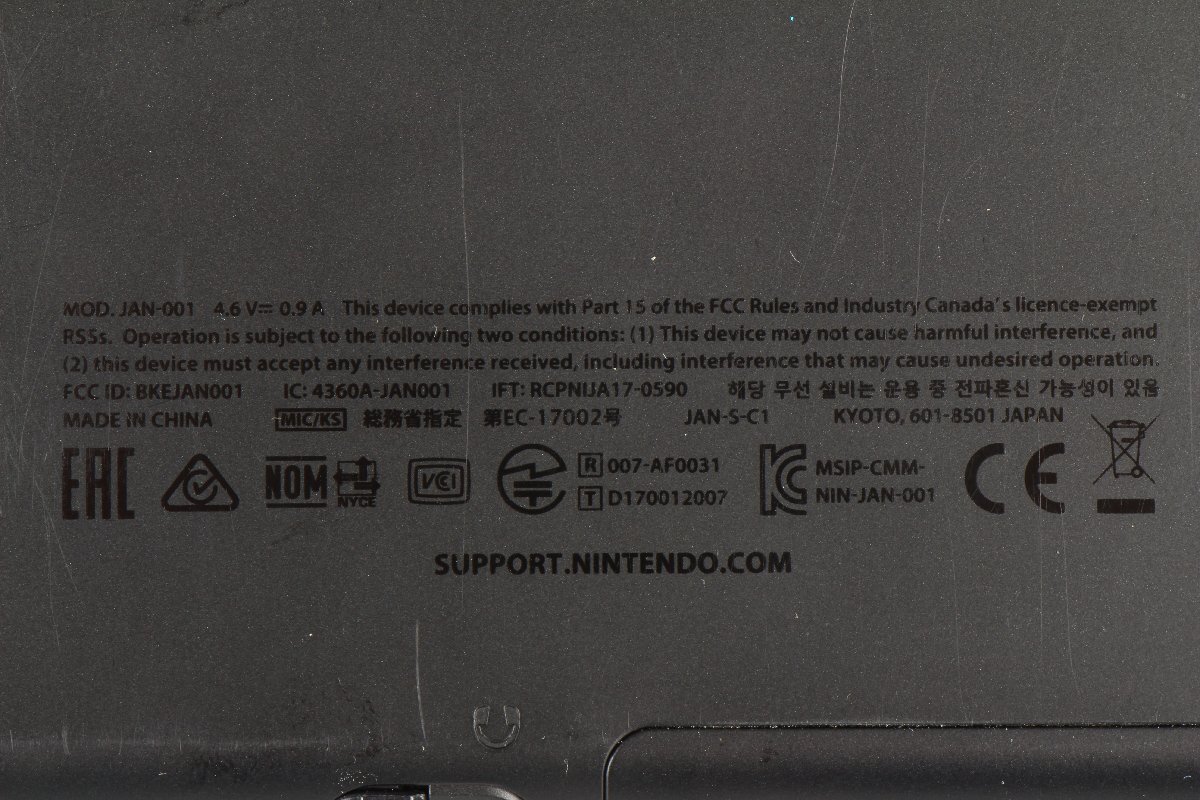 MOD. JAN-001 4.6 V⎓ 0.9 A This device complies with Part 15 of the FCC Rules and Industry Canada's licence-exempt
RSSs. Operation is subject to the following two conditions: (1) This device may not cause harmful interference, and
(2) this device must accept any interference received, including interference that may cause undesired operation.
FCC ID: BKEJAN001 IC: 4360A-JAN001 IFT: RCPNIJA17-0590 해당 무선 설비는 운용 중 전파혼신 가능성이 있음
MADE IN CHINA MIC/KS 総務省指定 第EC-17002号 JAN-S-C1 KYOTO, 601-8501 JAPAN
EAC NOM NYCE VCCI R 007-AF0031 KC MSIP-CMM- CE
T D170012007 NIN-JAN-001
SUPPORT.NINTENDO.COM